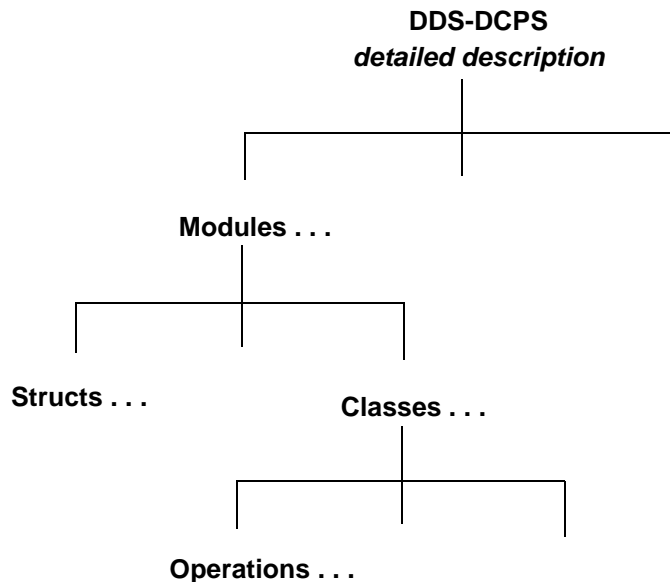 DDS-DCPS
detailed description
Modules . . .
Structs . . .
Classes . . .
Operations . . .